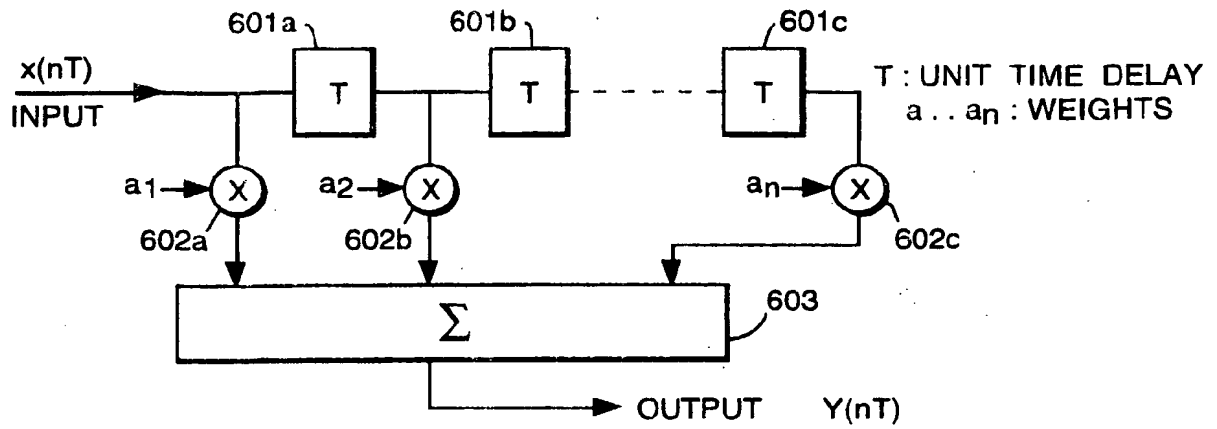 601a
601b
601c
x(nT)
INPUT
T
T
T
T : UNIT TIME DELAY
a . . an : WEIGHTS
a1
X
a2
X
an
X
602a
602b
602c
Σ
603
OUTPUT Y(nT)